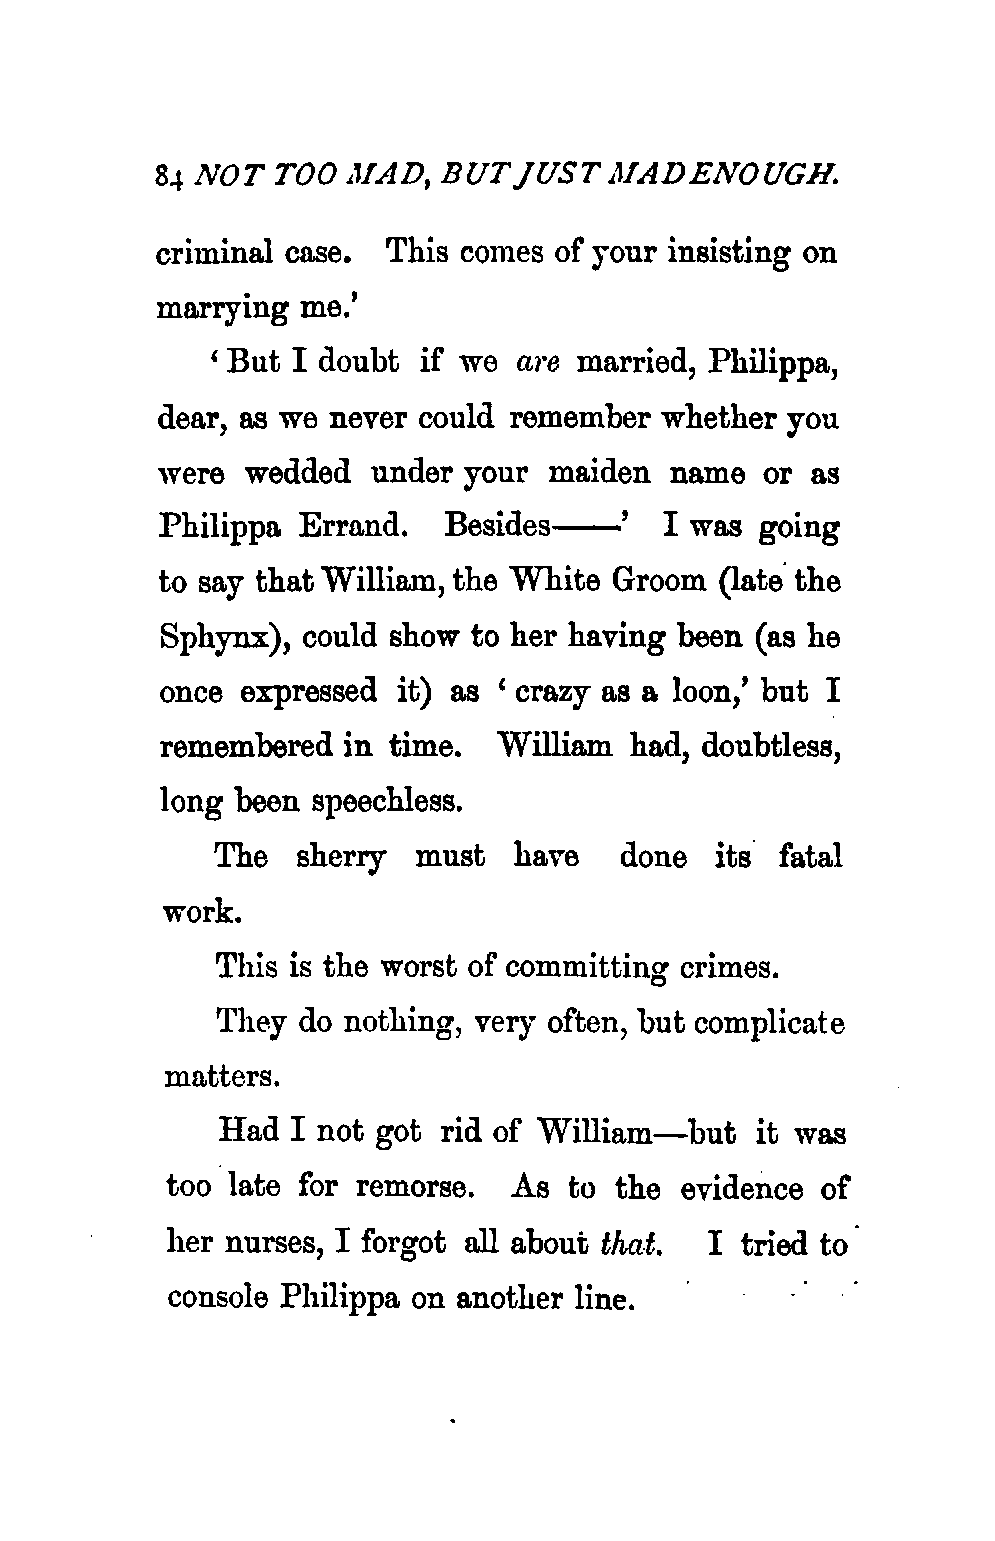 84 NOT TOO MAD, BUT JUST MAD ENOUGH.
criminal case. This comes of your insisting on
marrying me.’
‘But I doubt if we are married, Philippa,
dear, as we never could remember whether you
were wedded under your maiden name or as
Philippa Errand. Besides——’ I was going
to say that William, the White Groom (late the
Sphynx), could show to her having been (as he
once expressed it) as ‘crazy as a loon,’ but I
remembered in time. William had, doubtless,
long been speechless.
The sherry must have done its fatal
work.
This is the worst of committing crimes.
They do nothing, very often, but complicate
matters.
Had I not got rid of William—but it was
too late for remorse. As to the evidence of
her nurses, I forgot all about that. I tried to
console Philippa on another line.